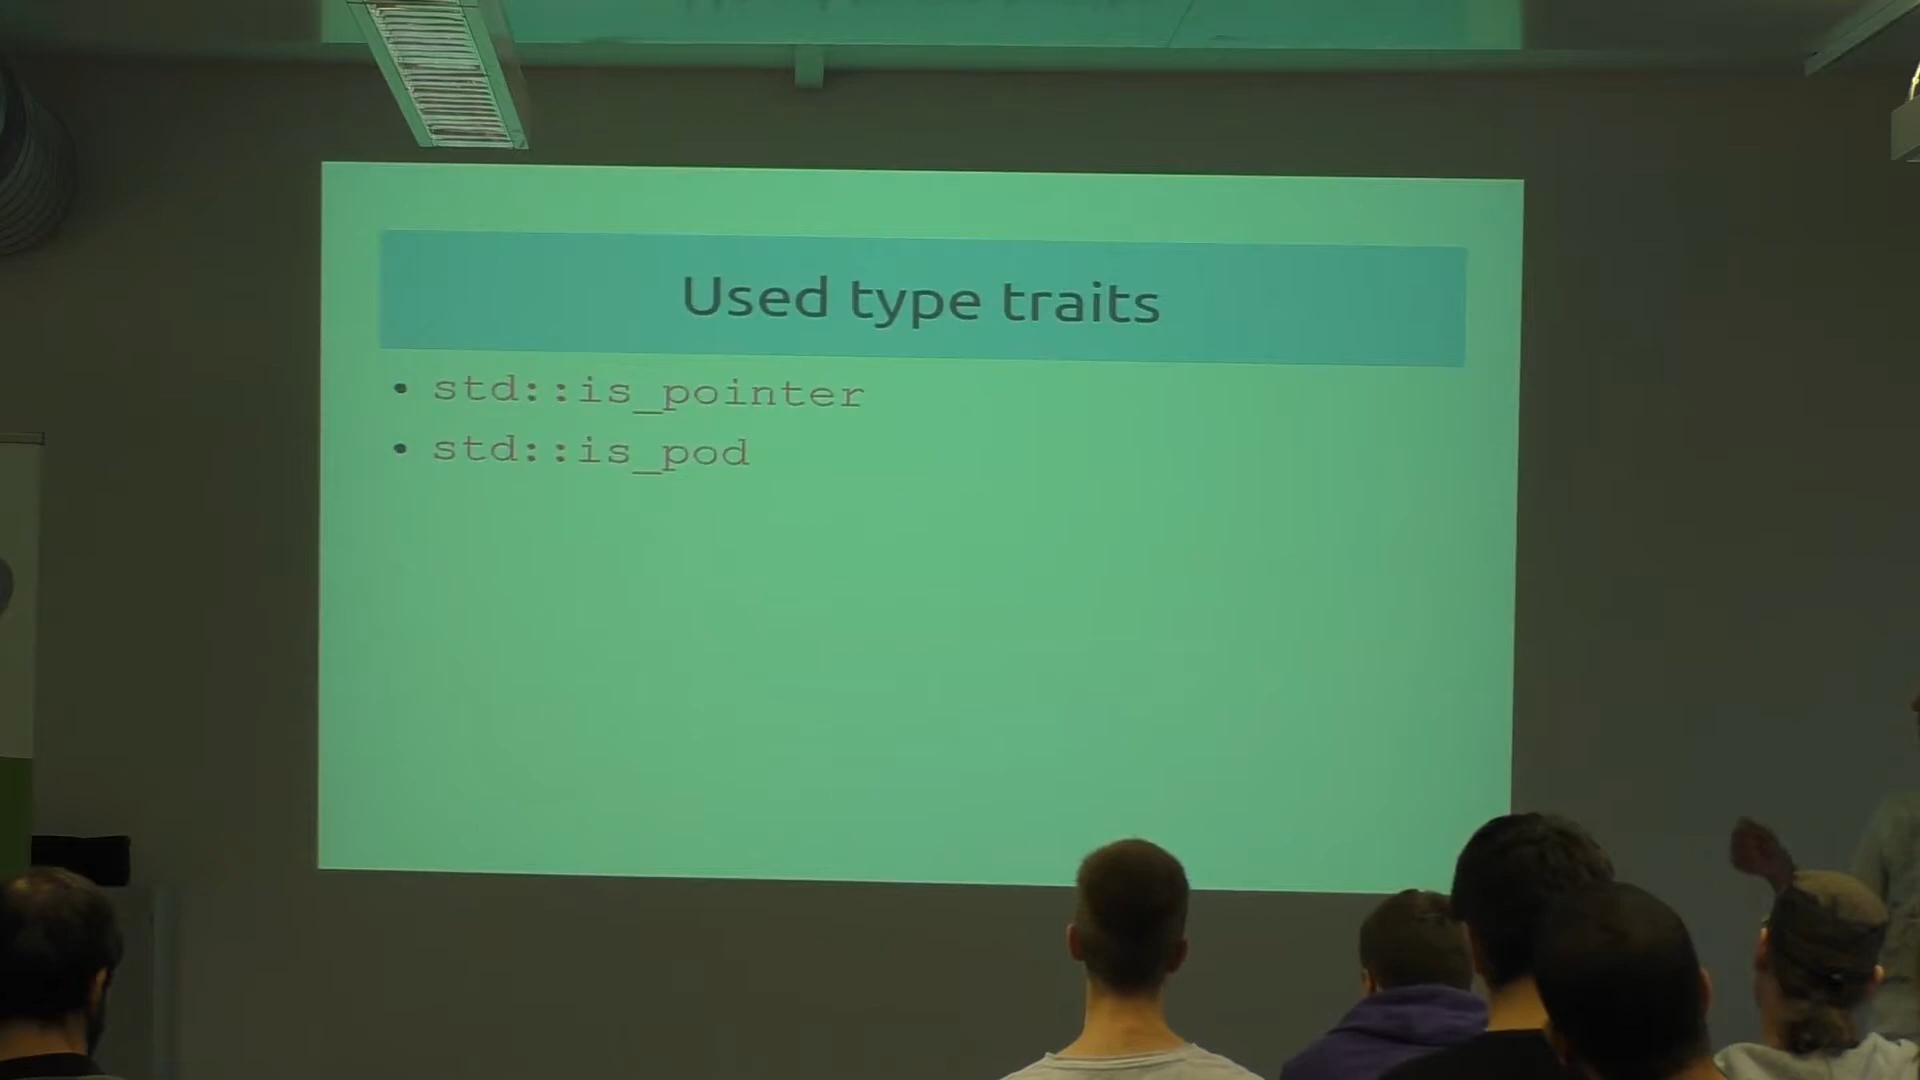 Used type traits
• std::is_pointer
• std::is_pod